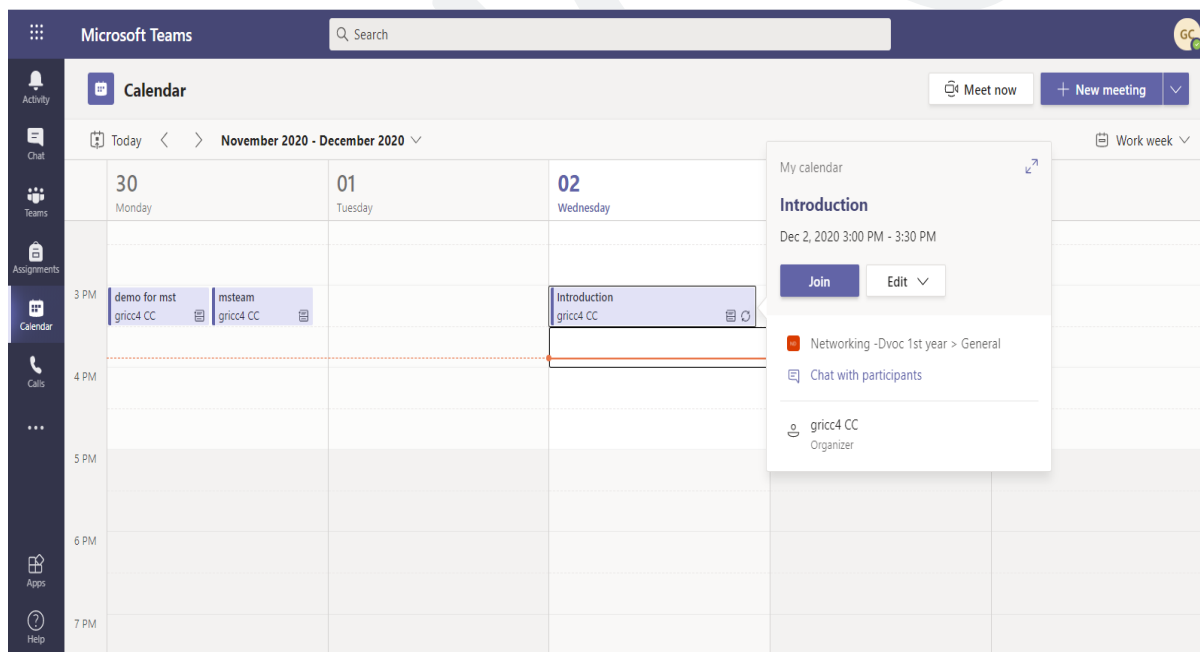 Microsoft Teams
Search
GC
Activity
Chat
Teams
Assignments
Calendar
Calls
Apps
Help
Calendar
Meet now
New meeting
Today
November 2020 - December 2020
Work week
30
Monday
01
Tuesday
02
Wednesday
3 PM
4 PM
5 PM
6 PM
7 PM
demo for mst
gricc4 CC
msteam
gricc4 CC
Introduction
gricc4 CC
My calendar
Introduction
Dec 2, 2020 3:00 PM - 3:30 PM
Join
Edit
Networking -Dvoc 1st year > General
Chat with participants
gricc4 CC
Organizer